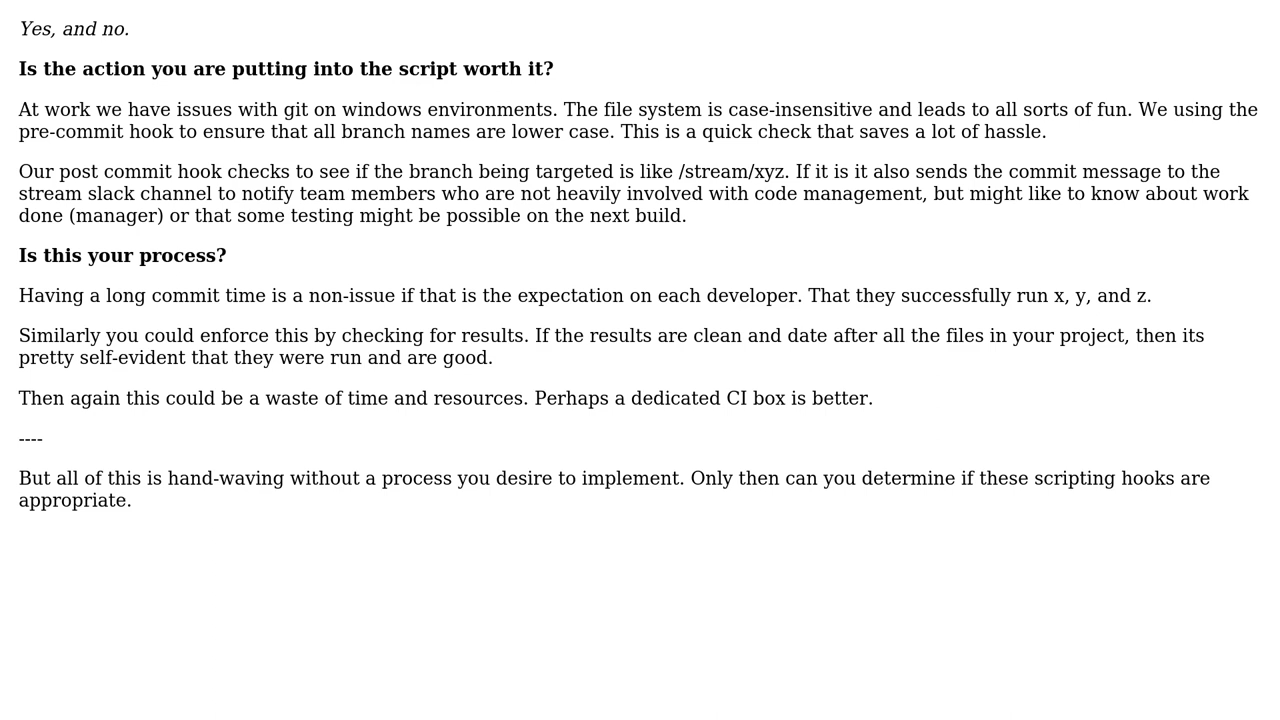 Yes, and no.
Is the action you are putting into the script worth it?
At work we have issues with git on windows environments. The file system is case-insensitive and leads to all sorts of fun. We using the
pre-commit hook to ensure that all branch names are lower case. This is a quick check that saves a lot of hassle.
Our post commit hook checks to see if the branch being targeted is like /stream/xyz. If it is it also sends the commit message to the
stream slack channel to notify team members who are not heavily involved with code management, but might like to know about work
done (manager) or that some testing might be possible on the next build.
Is this your process?
Having a long commit time is a non-issue if that is the expectation on each developer. That they successfully run x, y, and z.
Similarly you could enforce this by checking for results. If the results are clean and date after all the files in your project, then its
pretty self-evident that they were run and are good.
Then again this could be a waste of time and resources. Perhaps a dedicated CI box is better.
----
But all of this is hand-waving without a process you desire to implement. Only then can you determine if these scripting hooks are
appropriate.